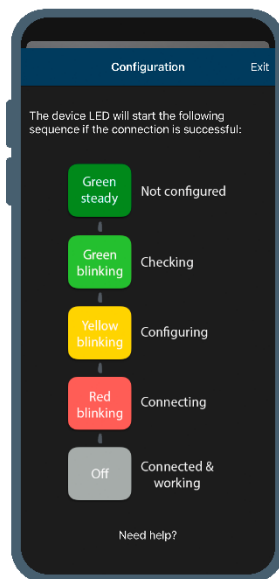 Configuration Exit
The device LED will start the following
sequence if the connection is successful:
Green
steady
Not configured
Green
blinking
Checking
Yellow
blinking
Configuring
Red
blinking
Connecting
Off
Connected &
working
Need help?